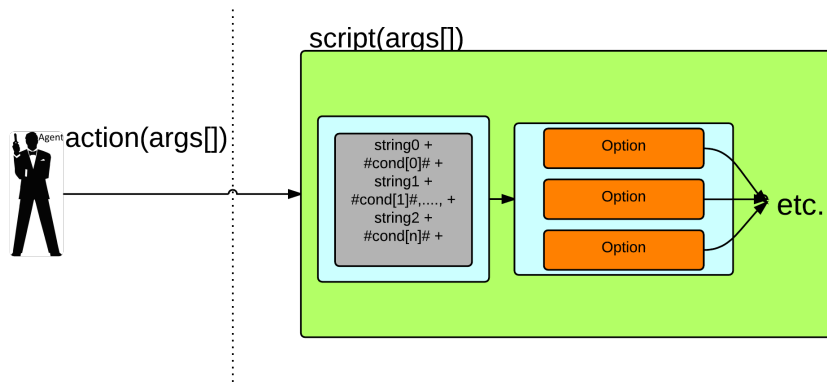 script(args[])
Agent
action(args[])
string0 +
#cond[0]# +
string1 +
#cond[1]#,...., +
string2 +
#cond[n]# +
Option
Option
Option
etc.